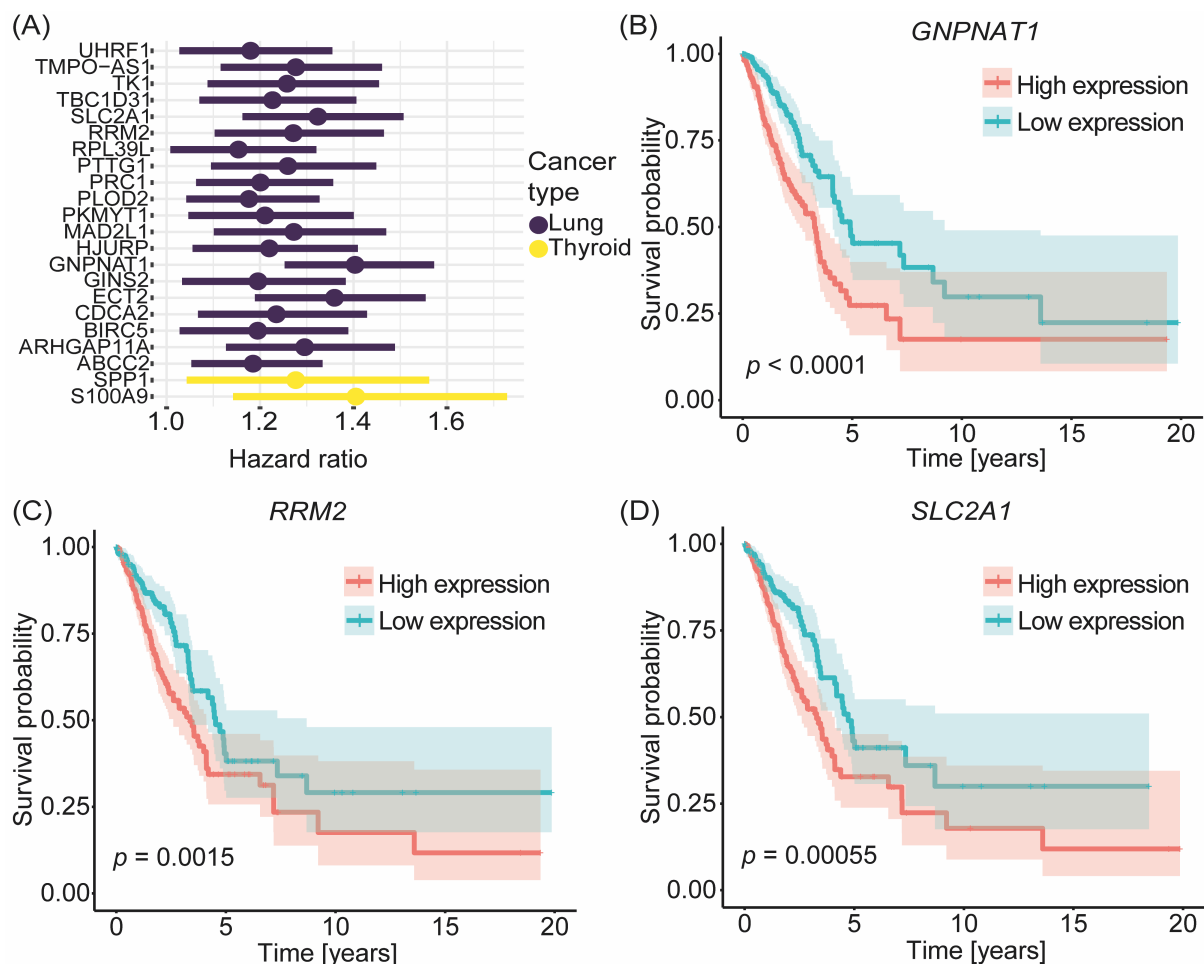 (A)
UHRF1
TMPO−AS1
TK1
TBC1D31
SLC2A1
RRM2
RPL39L
PTTG1
PRC1
PLOD2
PKMYT1
MAD2L1
HJURP
GNPNAT1
GINS2
ECT2
CDCA2
BIRC5
ARHGAP11A
ABCC2
SPP1
S100A9
1.0 1.2 1.4 1.6
Hazard ratio
Cancer
type
Lung
Thyroid
(B)
GNPNAT1
High expression
Low expression
Survival probability
1.00
0.75
0.50
0.25
0.00
p < 0.0001
0 5 10 15 20
Time [years]
(C)
RRM2
High expression
Low expression
Survival probability
1.00
0.75
0.50
0.25
0.00
p = 0.0015
0 5 10 15 20
Time [years]
(D)
SLC2A1
High expression
Low expression
Survival probability
1.00
0.75
0.50
0.25
0.00
p = 0.00055
0 5 10 15 20
Time [years]